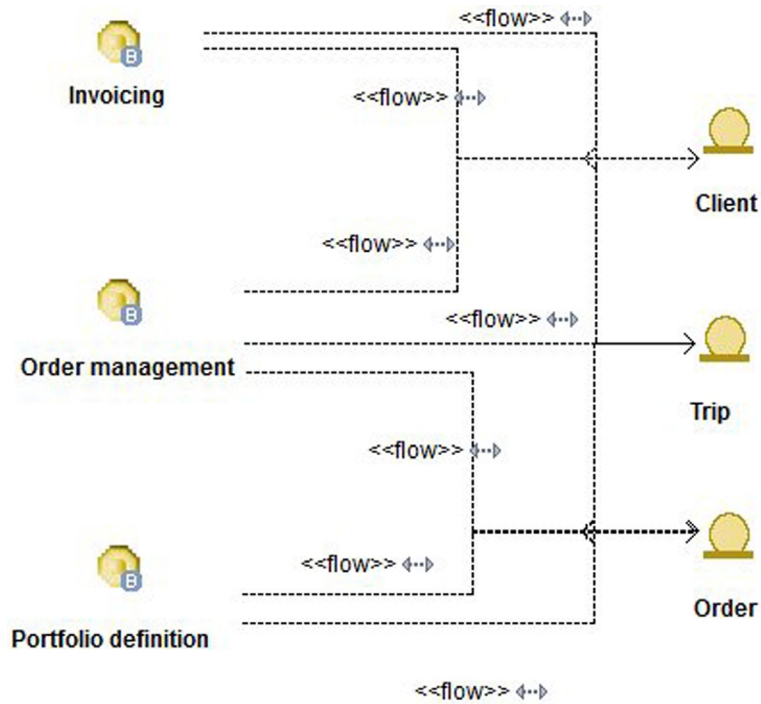 <<flow>>
B
Invoicing
<<flow>>
Client
<<flow>>
B
<<flow>>
Order management
Trip
<<flow>>
B
<<flow>>
Order
Portfolio definition
<<flow>>